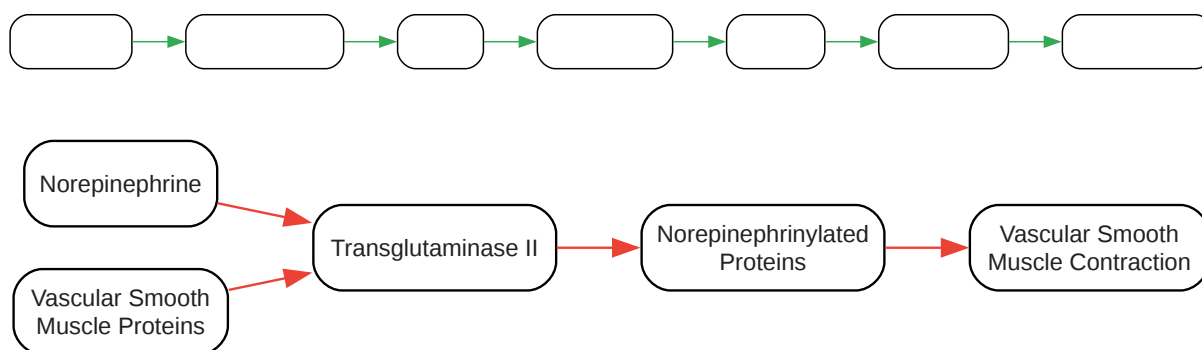 Norepinephrine
Vascular Smooth
Muscle Proteins
Transglutaminase II
Norepinephrinylated
Proteins
Vascular Smooth
Muscle Contraction